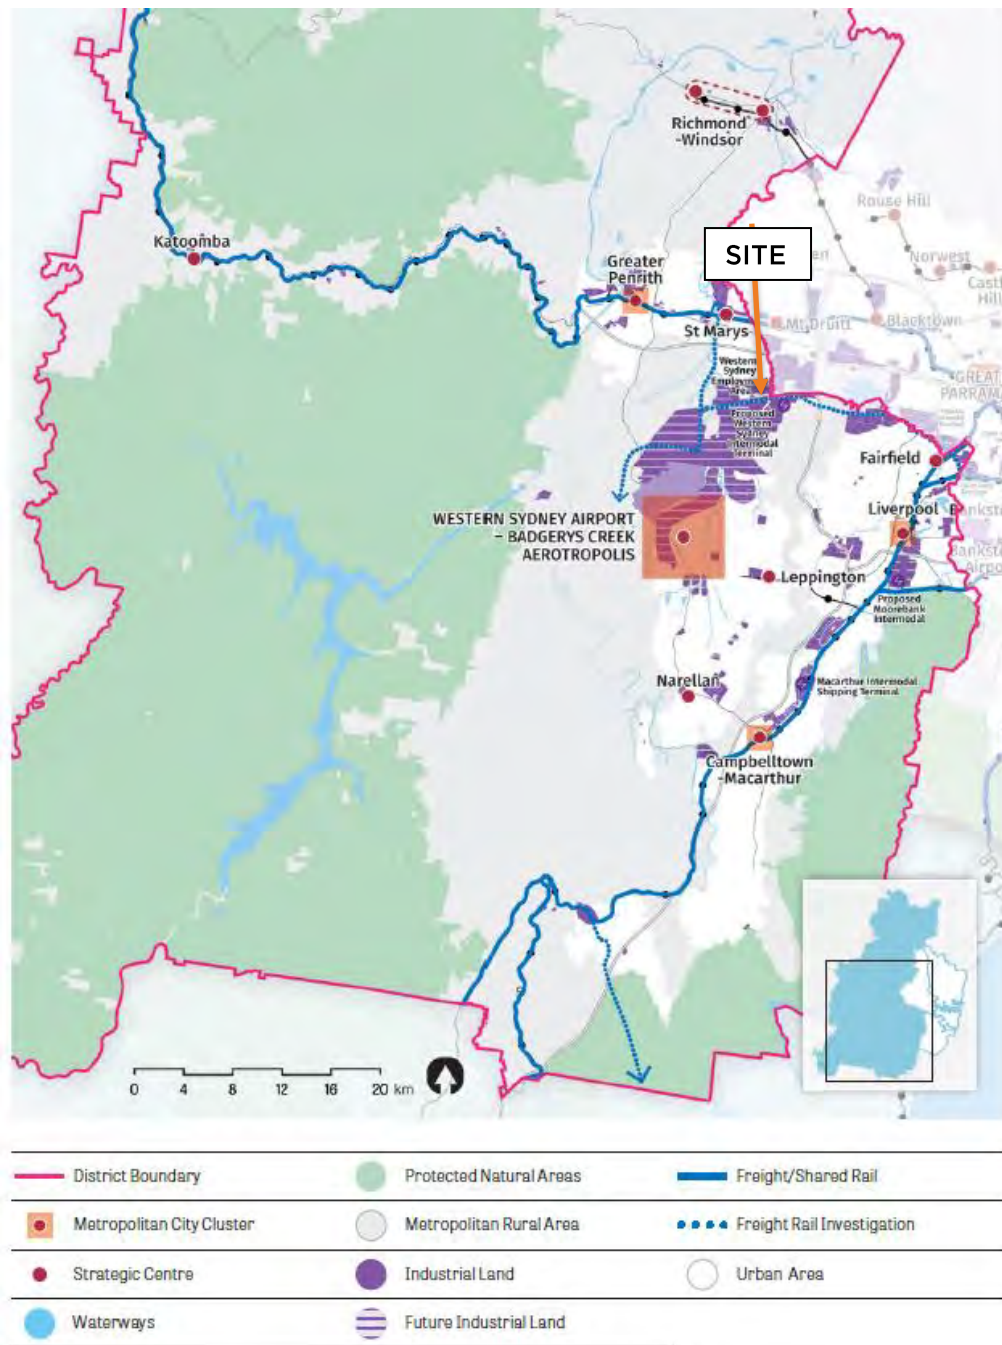 Richmond
-Windsor
Rouse Hill
Katoomba
SITE
Norwest
Greater
Penrith
Hill
St Marys
Mt Druitt
Blacktown
Western
Sydney
Area
Proposed
Western
Sydney
Intermodal
Terminal
Fairfield
Liverpool
WESTERN SYDNEY AIRPORT
– BADGERYS CREEK
AEROTROPOLIS
Leppington
Proposed
Moorebank
Intermodal
Narellan
Macarthur Intermodal
Shipping Terminal
Campbelltown
-Macarthur
0 4 8 12 16 20 km
District Boundary
Protected Natural Areas
Freight/Shared Rail
Metropolitan City Cluster
Metropolitan Rural Area
Freight Rail Investigation
Strategic Centre
Industrial Land
Urban Area
Waterways
Future Industrial Land